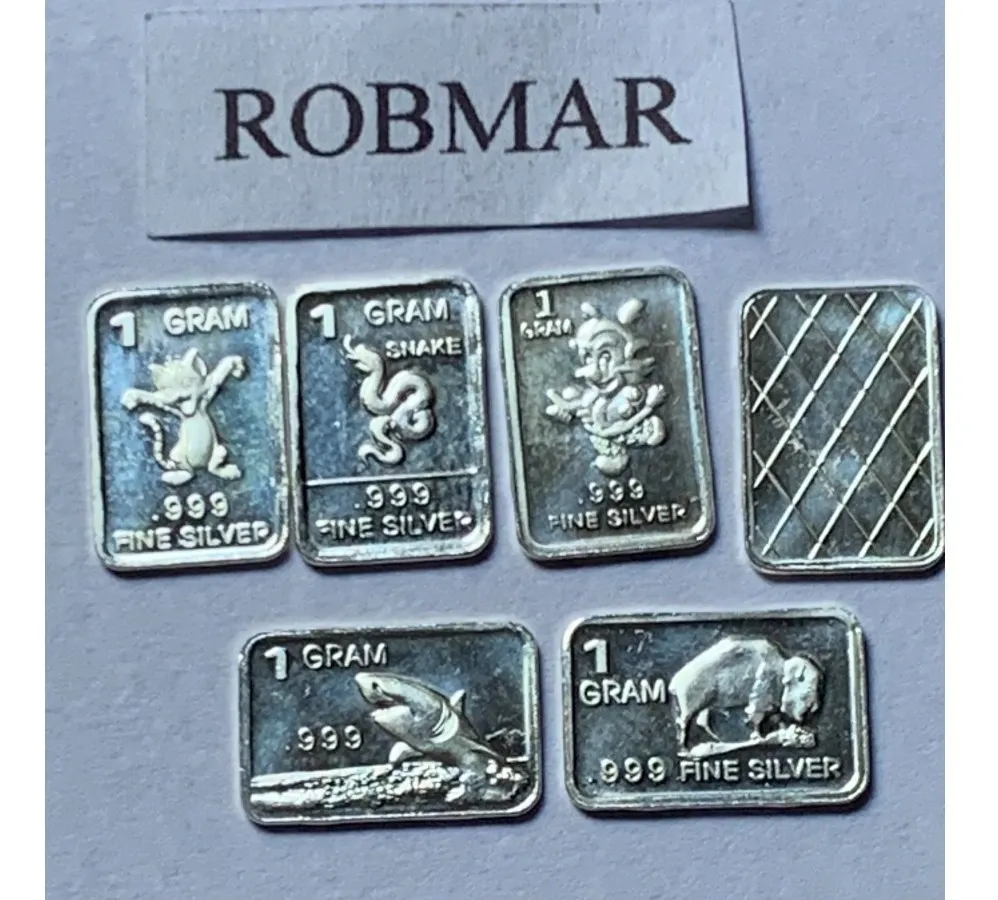 ROBMAR
1 GRAM
.999
FINE SILVER
1 GRAM
SNAKE
.999
FINE SILVER
1
GRAM
.999
FINE SILVER
1 GRAM
.999
1
GRAM
.999 FINE SILVER